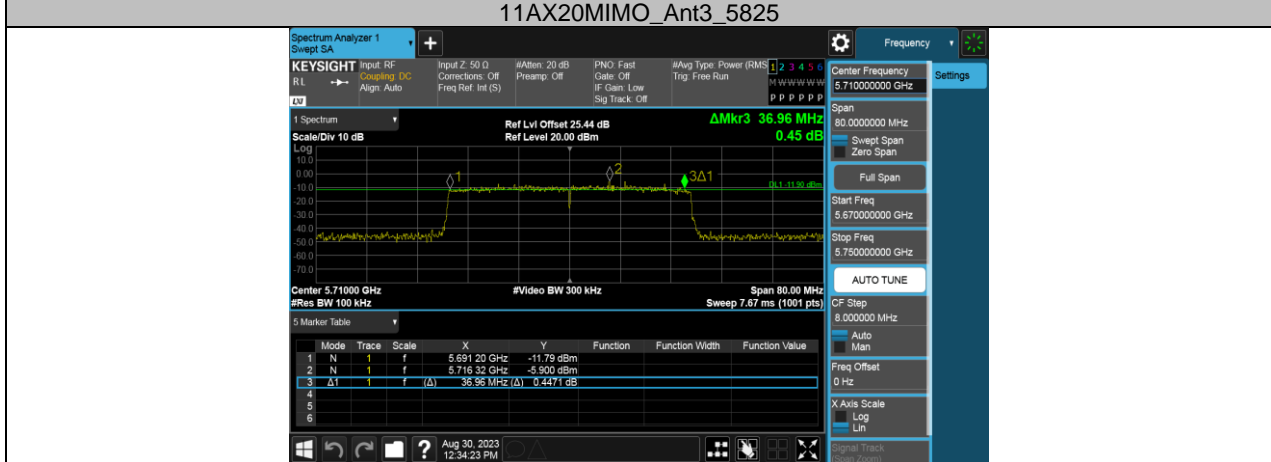 11AX20MIMO_Ant3_5825
Spectrum Analyzer 1
Swept SA
+
Frequency
KEYSIGHT
RL
LXI
Input: RF
Coupling: DC
Align: Auto
Input Z: 50 Ω
Corrections: Off
Freq Ref: Int (S)
#Atten: 20 dB
Preamp: Off
PNO: Fast
Gate: Off
IF Gain: Low
Sig Track: Off
#Avg Type: Power (RMS
Trig: Free Run
1 2 3 4 5 6
M W W W W W
P P P P P P
Center Frequency
5.710000000 GHz
Settings
Span
80.0000000 MHz
Swept Span
Zero Span
Full Span
Start Freq
5.670000000 GHz
Stop Freq
5.750000000 GHz
AUTO TUNE
CF Step
8.000000 MHz
Auto
Man
Freq Offset
0 Hz
X Axis Scale
Log
Lin
Signal Track
(Span Zoom)
1 Spectrum
Scale/Div 10 dB
Ref Lvl Offset 25.44 dB
Ref Level 20.00 dBm
ΔMkr3 36.96 MHz
0.45 dB
Log
10.0
0.00
-10.0
-20.0
-30.0
-40.0
-50.0
-60.0
-70.0
1
2
3Δ1
DL1 -11.90 dBm
Center 5.71000 GHz
#Res BW 100 kHz
#Video BW 300 kHz
Span 80.00 MHz
Sweep 7.67 ms (1001 pts)
5 Marker Table
Mode Trace Scale X Y Function Function Width Function Value
1 N 1 f 5.691 20 GHz -11.79 dBm
2 N 1 f 5.716 32 GHz -5.900 dBm
3 Δ1 1 f (Δ) 36.96 MHz (Δ) 0.4471 dB
4
5
6
?
Aug 30, 2023
12:34:23 PM